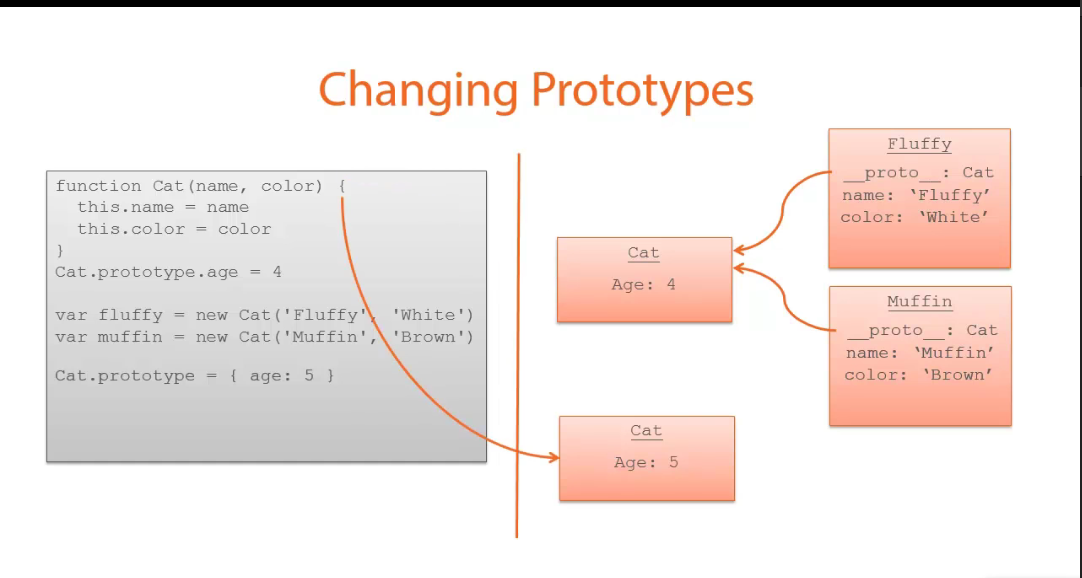 Changing Prototypes
function Cat(name, color) {
this.name = name
this.color = color
}
Cat.prototype.age = 4
var fluffy = new Cat('Fluffy', 'White')
var muffin = new Cat('Muffin', 'Brown')
Cat.prototype = { age: 5 }
Cat
Age: 4
Cat
Age: 5
Fluffy
__proto__: Cat
name: ‘Fluffy’
color: ‘White’
Muffin
__proto__: Cat
name: ‘Muffin’
color: ‘Brown’